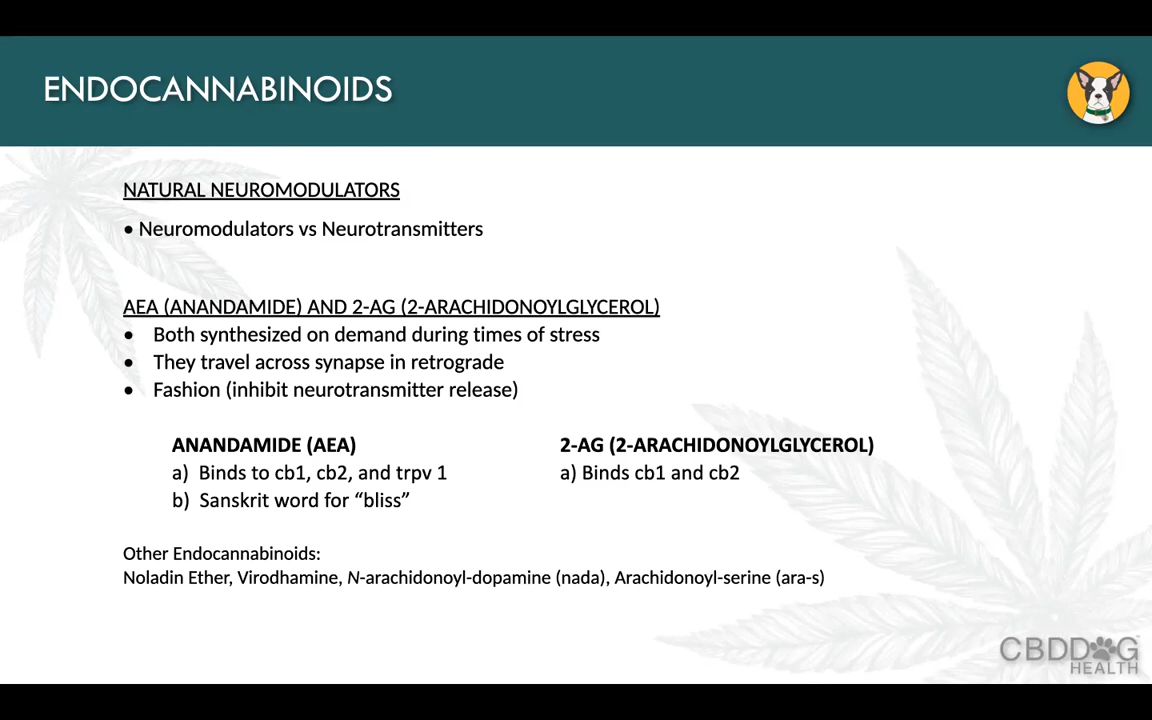 ENDOCANNABINOIDS
NATURAL NEUROMODULATORS
• Neuromodulators vs Neurotransmitters
AEA (ANANDAMIDE) AND 2-AG (2-ARACHIDONOYLGLYCEROL)
• Both synthesized on demand during times of stress
• They travel across synapse in retrograde
• Fashion (inhibit neurotransmitter release)
ANANDAMIDE (AEA)
a) Binds to cb1, cb2, and trpv 1
b) Sanskrit word for “bliss”
2-AG (2-ARACHIDONOYLGLYCEROL)
a) Binds cb1 and cb2
Other Endocannabinoids:
Noladin Ether, Virodhamine, N-arachidonoyl-dopamine (nada), Arachidonoyl-serine (ara-s)
CBDDOG
HEALTH